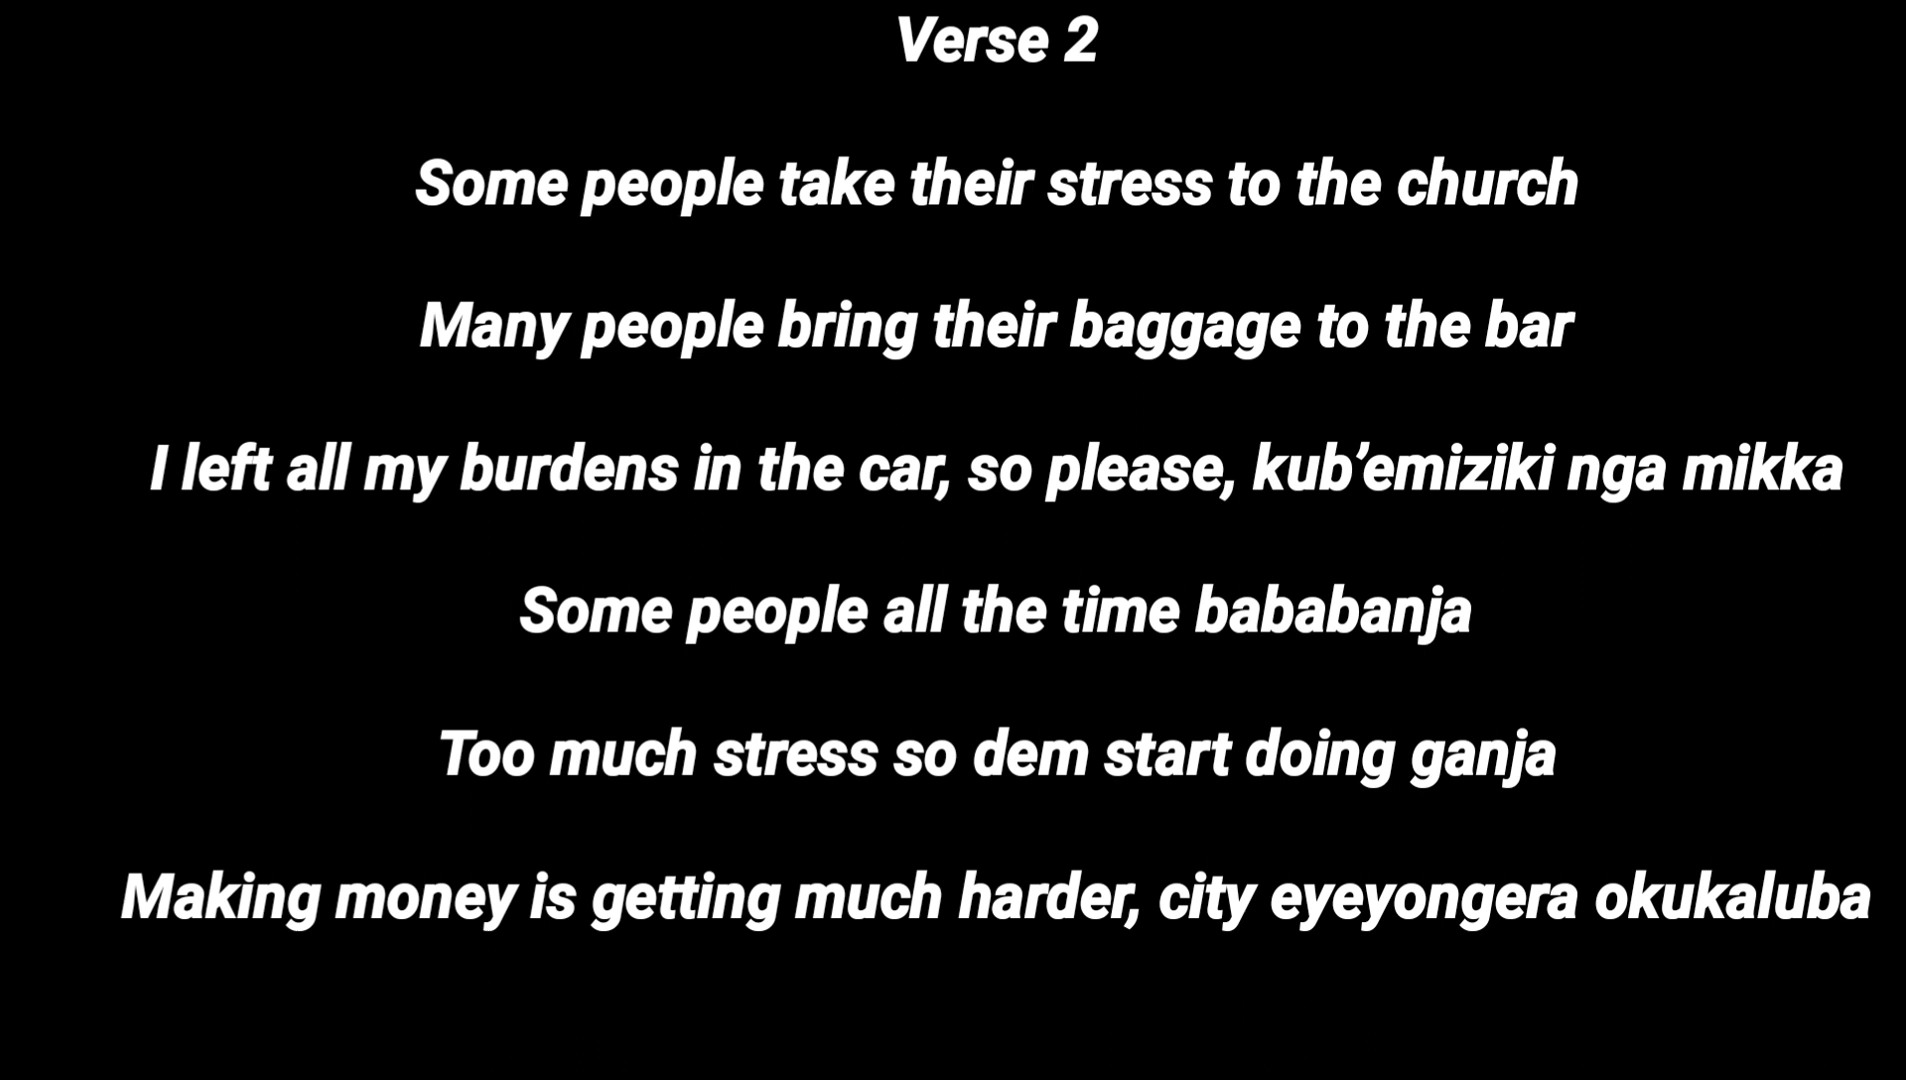 Verse 2
Some people take their stress to the church
Many people bring their baggage to the bar
I left all my burdens in the car, so please, kub’emiziki nga mikka
Some people all the time bababanja
Too much stress so dem start doing ganja
Making money is getting much harder, city eyeyongera okukaluba